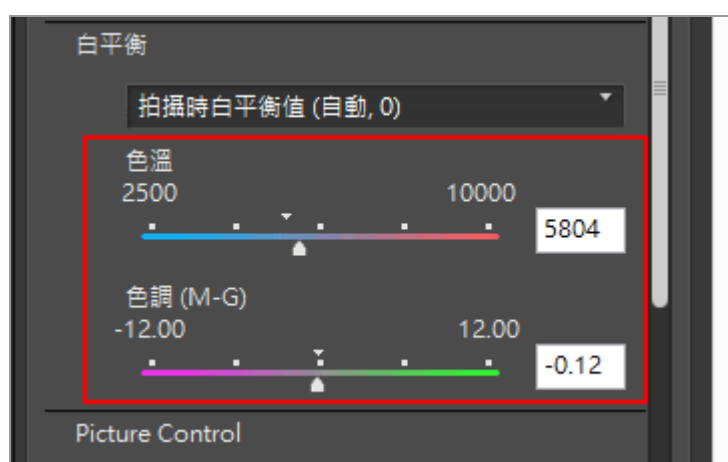 白平衡
拍攝時白平衡值 (自動, 0)
色溫
2500 10000
5804
色調 (M-G)
-12.00 12.00
-0.12
Picture Control